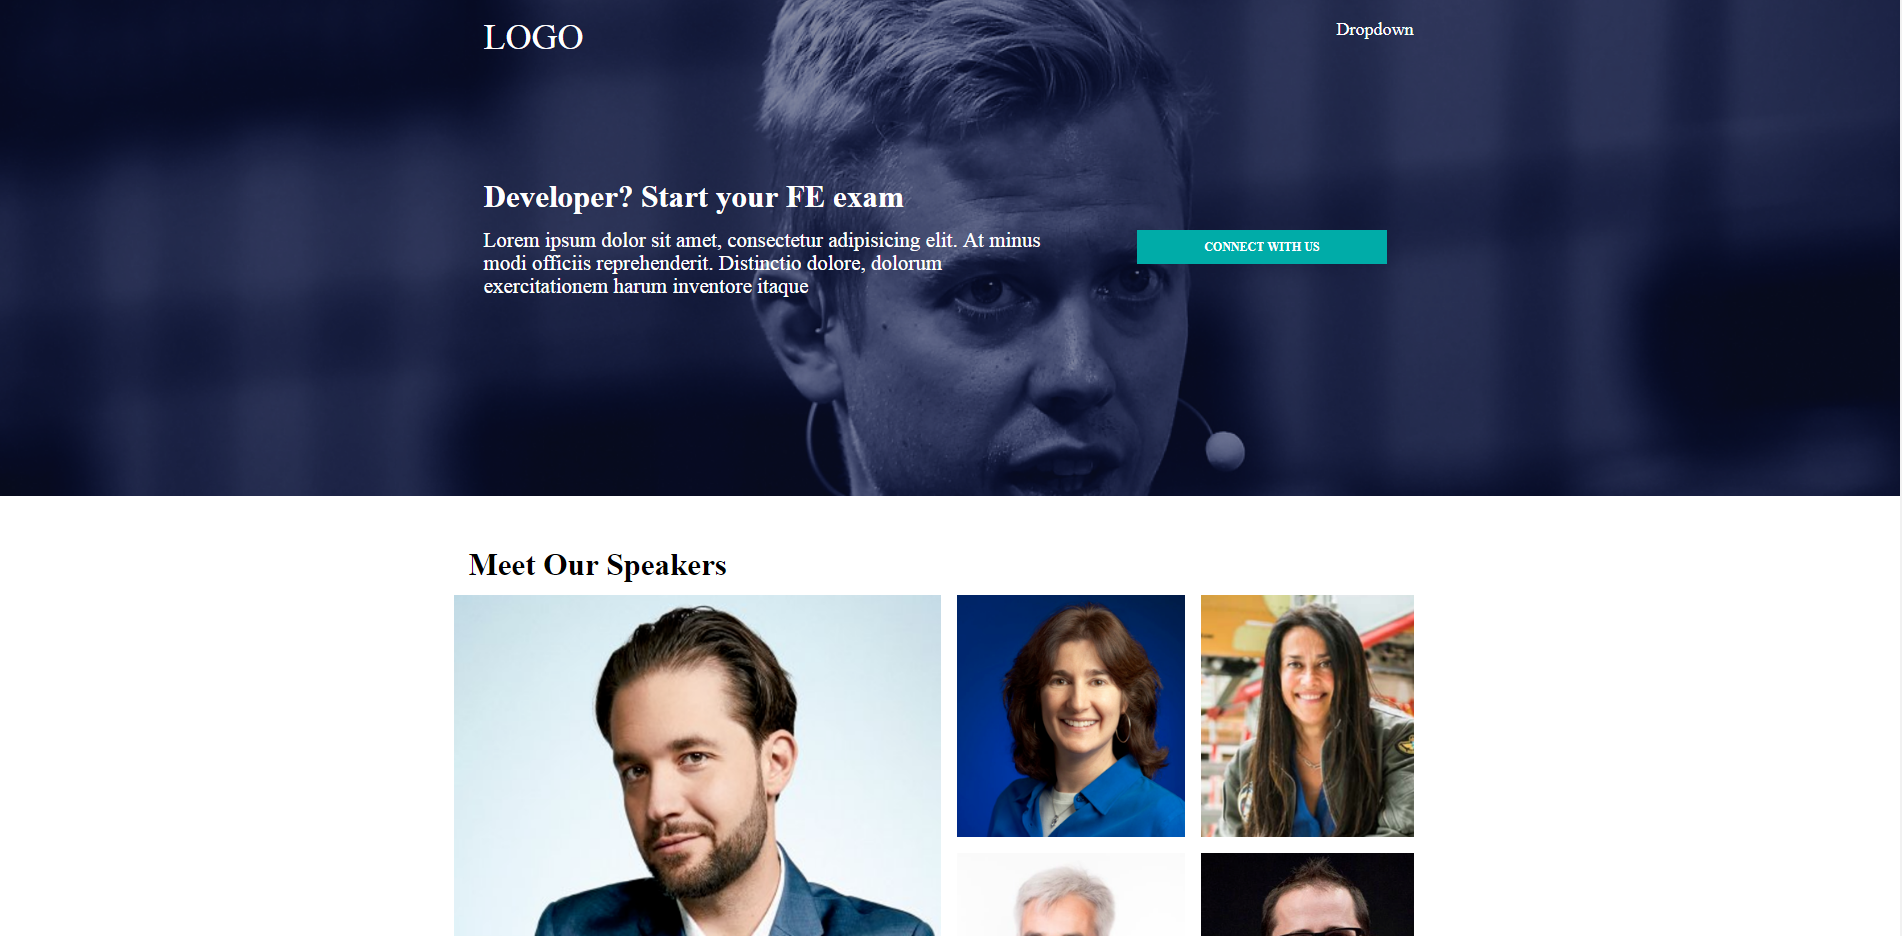 LOGO
Dropdown
Developer? Start your FE exam
Lorem ipsum dolor sit amet, consectetur adipisicing elit. At minus
modi officiis reprehenderit. Distinctio dolore, dolorum
exercitationem harum inventore itaque
CONNECT WITH US
Meet Our Speakers